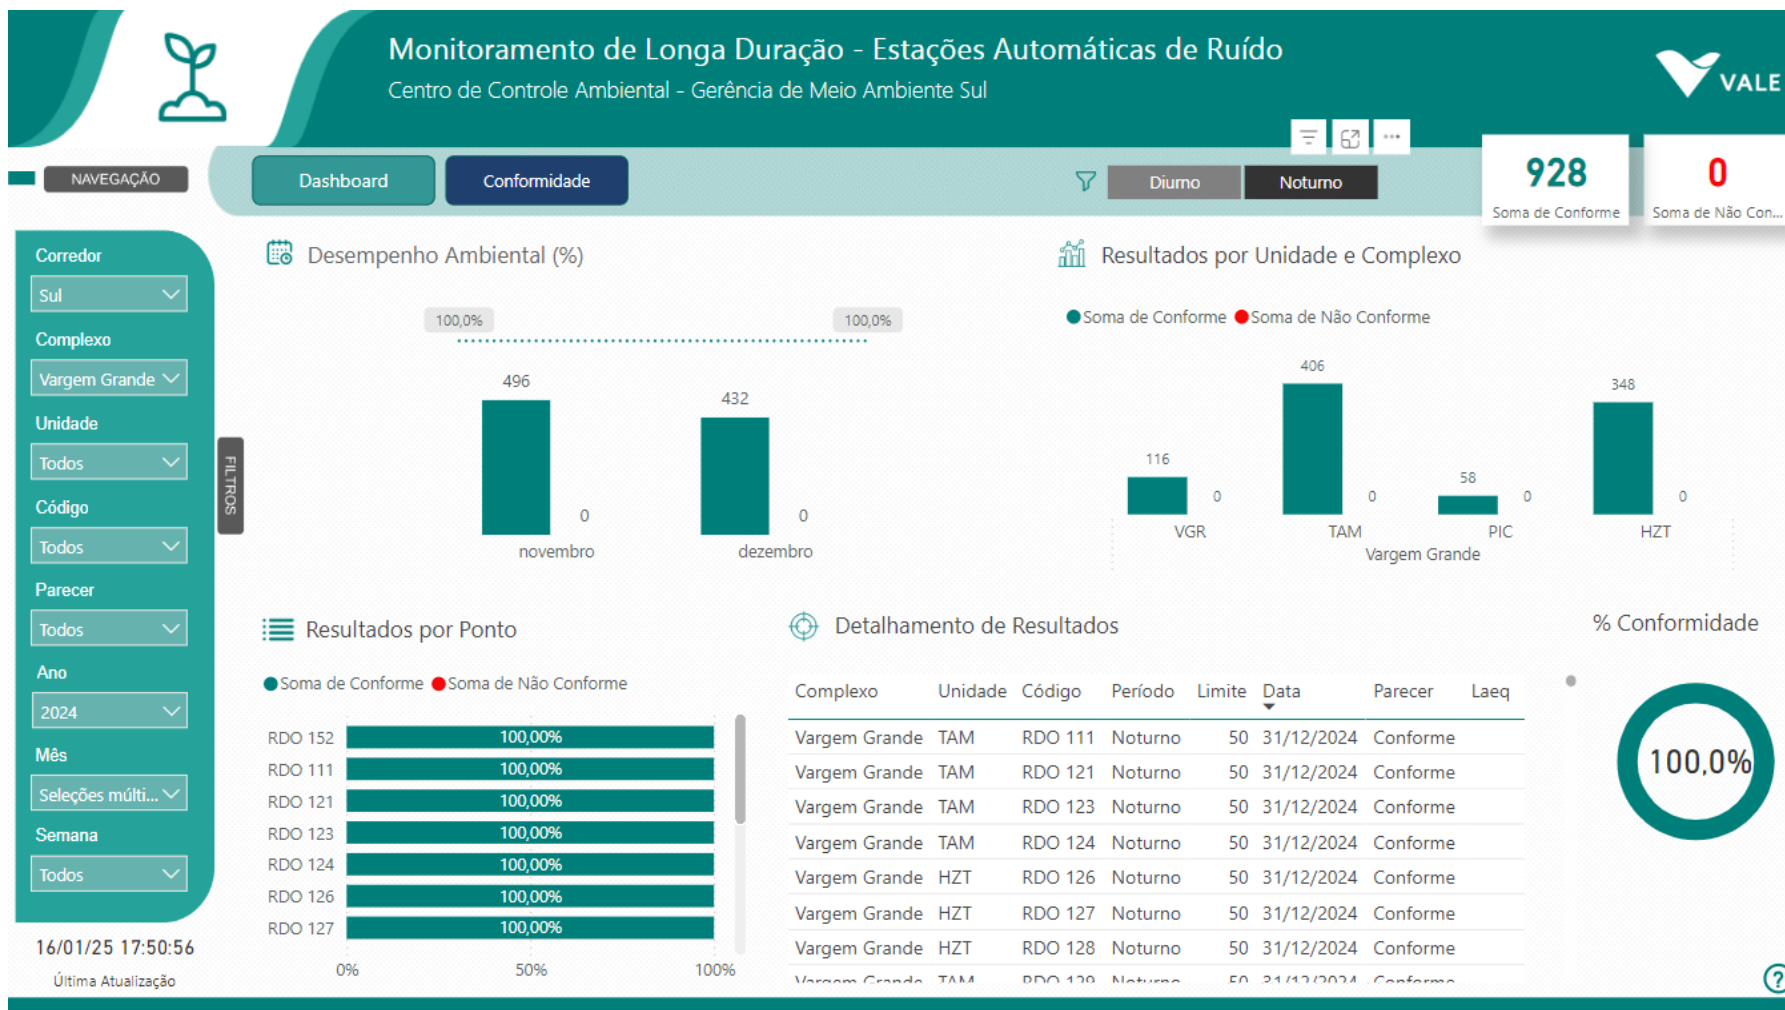 Monitoramento de Longa Duração - Estações Automáticas de Ruído
Centro de Controle Ambiental - Gerência de Meio Ambiente Sul
VALE
NAVEGAÇÃO
Dashboard
Conformidade
Diurno
Noturno
928
Soma de Conforme
0
Soma de Não Con...
Corredor
Sul
Complexo
Vargem Grande
Unidade
Todos
Código
Todos
Parecer
Todos
Ano
2024
Mês
Seleções múlti...
Semana
Todos
16/01/25 17:50:56
Última Atualização
FILTROS
Desempenho Ambiental (%)
100,0%
100,0%
496
432
0
0
novembro
dezembro
Resultados por Unidade e Complexo
Soma de Conforme Soma de Não Conforme
406
348
116
58
0
0
0
0
VGR TAM PIC HZT
Vargem Grande
Resultados por Ponto
Soma de Conforme Soma de Não Conforme
RDO 152 100,00%
RDO 111 100,00%
RDO 121 100,00%
RDO 123 100,00%
RDO 124 100,00%
RDO 126 100,00%
RDO 127 100,00%
0% 50% 100%
Detalhamento de Resultados
Complexo Unidade Código Período Limite Data Parecer Laeq
Vargem Grande TAM RDO 111 Noturno 50 31/12/2024 Conforme
Vargem Grande TAM RDO 121 Noturno 50 31/12/2024 Conforme
Vargem Grande TAM RDO 123 Noturno 50 31/12/2024 Conforme
Vargem Grande TAM RDO 124 Noturno 50 31/12/2024 Conforme
Vargem Grande HZT RDO 126 Noturno 50 31/12/2024 Conforme
Vargem Grande HZT RDO 127 Noturno 50 31/12/2024 Conforme
Vargem Grande HZT RDO 128 Noturno 50 31/12/2024 Conforme
Vargem Grande TAM RDO 129 Noturno 50 31/12/2024 Conforme
% Conformidade
100,0%
?